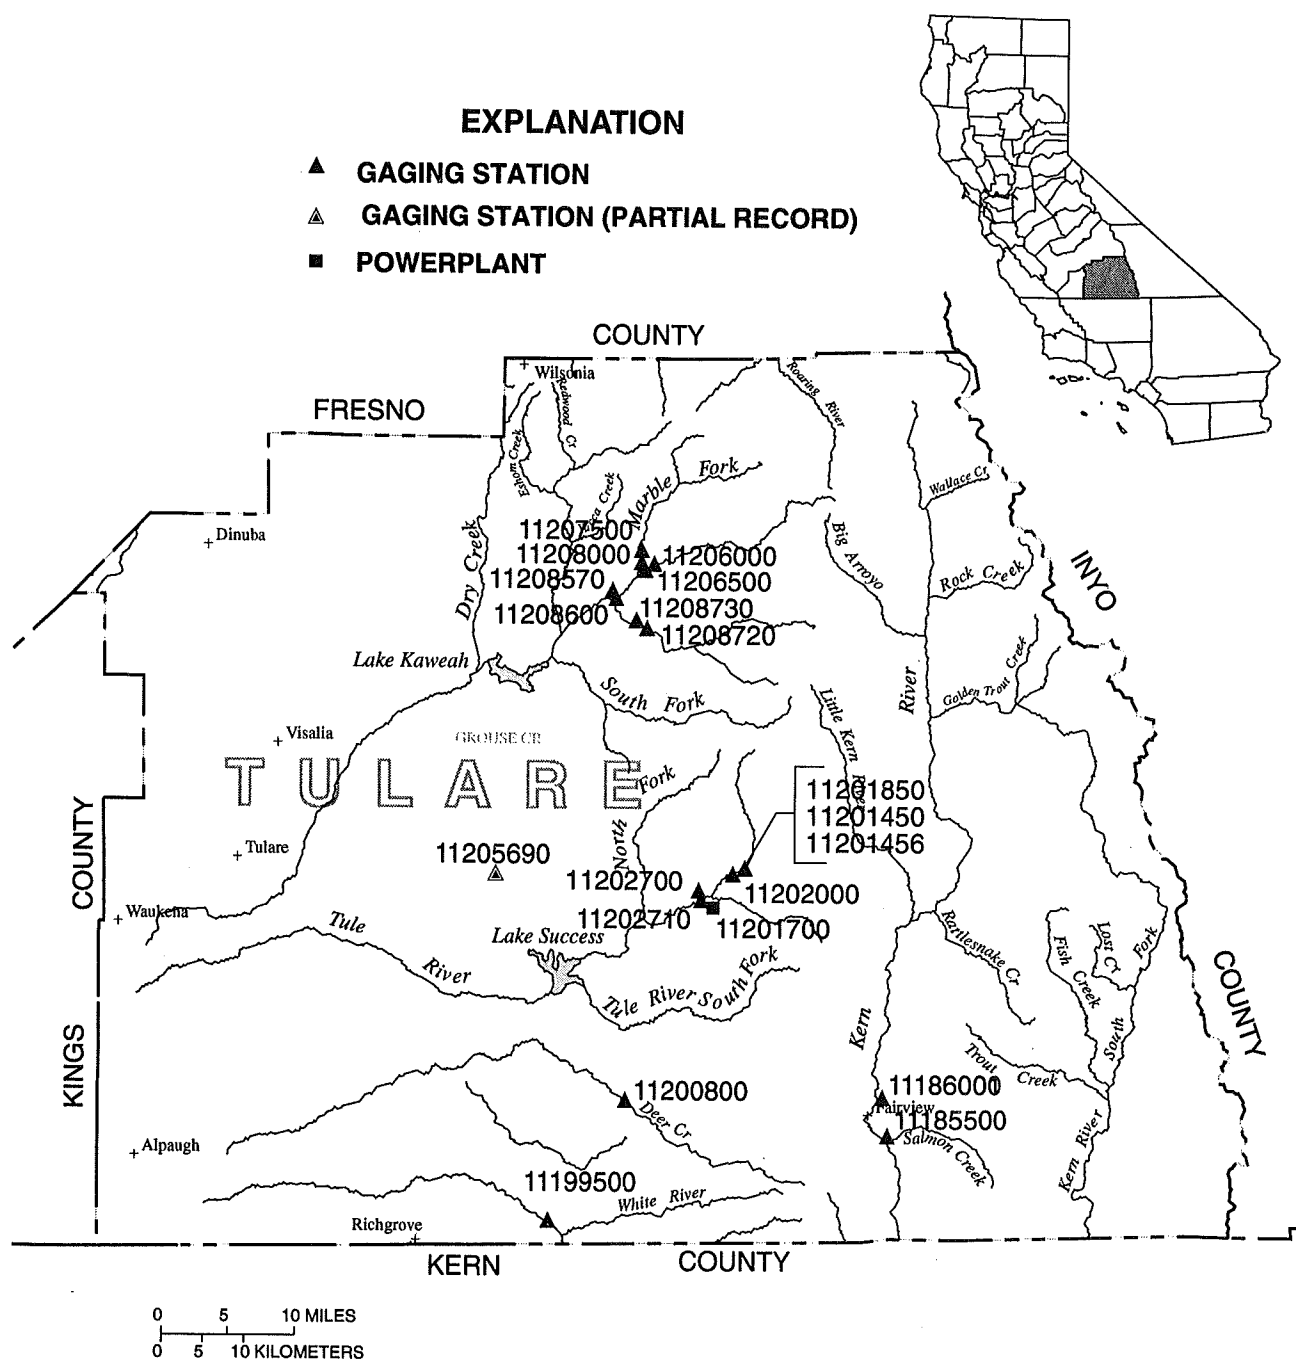 EXPLANATION
GAGING STATION
GAGING STATION (PARTIAL RECORD)
POWERPLANT
COUNTY
Wilsonia
FRESNO
Redwood Cr
Roaring River
Eshom Creek
Creek
Marble Fork
Wallace Cr
Dinuba
Dry Creek
11207500
11208000
11206000
Big Arroyo
INYO
11208570
11206500
Rock Creek
11208600
11208730
11208720
Lake Kaweah
South Fork
River
Golden Trout Creek
Little Kern River
Visalia
GROUSE CR
TULARE
North Fork
11201850
11201450
11201456
COUNTY
Tulare
11205690
11202700
11202000
Waukena
11202710
11201700
Tule River
Lake Success
Rattlesnake Cr
Fish Creek
Lost Cr
South Fork
Tule River South Fork
COUNTY
KINGS
Kern
Trout Creek
11200800
11186000
Deer Cr
Fairview
11185500
Salmon Creek
Kern River
Alpaugh
11199500
White River
Richgrove
KERN COUNTY
0 5 10 MILES
0 5 10 KILOMETERS